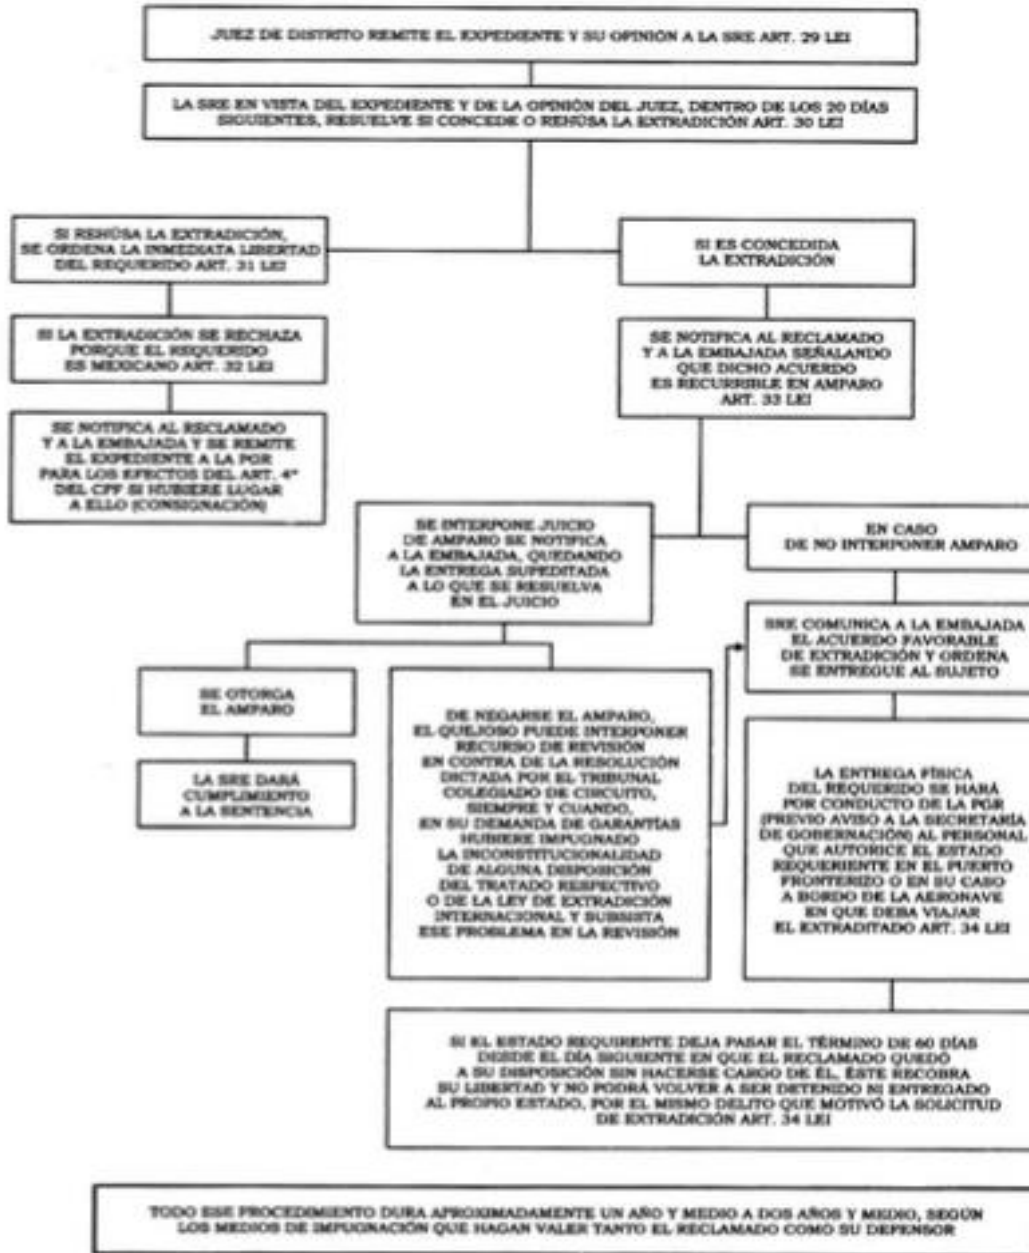 JUEZ DE DISTRITO REMITE EL EXPEDIENTE Y SU OPINIÓN A LA SRE ART. 29 LEI
LA SRE EN VISTA DEL EXPEDIENTE Y DE LA OPINIÓN DEL JUEZ, DENTRO DE LOS 20 DÍAS
SIGUIENTES, RESUELVE SI CONCEDE O REHÚSA LA EXTRADICIÓN ART. 30 LEI
SI REHÚSA LA EXTRADICIÓN,
SE ORDENA LA INMEDIATA LIBERTAD
DEL REQUERIDO ART. 31 LEI
SI LA EXTRADICIÓN SE RECHAZA
PORQUE EL REQUERIDO
ES MEXICANO ART. 32 LEI
SE NOTIFICA AL RECLAMADO
Y A LA EMBAJADA Y SE REMITE
EL EXPEDIENTE A LA PGR
PARA LOS EFECTOS DEL ART. 4°
DEL CPF SI HUBIERE LUGAR
A ELLO (CONSIGNACIÓN)
SI ES CONCEDIDA
LA EXTRADICIÓN
SE NOTIFICA AL RECLAMADO
Y A LA EMBAJADA SEÑALANDO
QUE DICHO ACUERDO
ES RECURRIBLE EN AMPARO
ART. 33 LEI
SE INTERPONE JUICIO
DE AMPARO SE NOTIFICA
A LA EMBAJADA, QUEDANDO
LA ENTREGA SUPEDITADA
A LO QUE SE RESUELVA
EN EL JUICIO
SE OTORGA
EL AMPARO
LA SRE DARÁ
CUMPLIMIENTO
A LA SENTENCIA
DE NEGARSE EL AMPARO,
EL QUEJOSO PUEDE INTERPONER
RECURSO DE REVISIÓN
EN CONTRA DE LA RESOLUCIÓN
DICTADA POR EL TRIBUNAL
COLEGIADO DE CIRCUITO,
SIEMPRE Y CUANDO,
EN SU DEMANDA DE GARANTÍAS
HUBIERE IMPUGNADO
LA INCONSTITUCIONALIDAD
DE ALGUNA DISPOSICIÓN
DEL TRATADO RESPECTIVO
O DE LA LEY DE EXTRADICIÓN
INTERNACIONAL Y SUBSISTA
ESE PROBLEMA EN LA REVISIÓN
EN CASO
DE NO INTERPONER AMPARO
SRE COMUNICA A LA EMBAJADA
EL ACUERDO FAVORABLE
DE EXTRADICIÓN Y ORDENA
SE ENTREGUE AL SUJETO
LA ENTREGA FÍSICA
DEL REQUERIDO SE HARÁ
POR CONDUCTO DE LA PGR
(PREVIO AVISO A LA SECRETARÍA
DE GOBERNACIÓN) AL PERSONAL
QUE AUTORICE EL ESTADO
REQUERIENTE EN EL PUERTO
FRONTERIZO O EN SU CASO
A BORDO DE LA AERONAVE
EN QUE DEBA VIAJAR
EL EXTRADITADO ART. 34 LEI
SI EL ESTADO REQUIRENTE DEJA PASAR EL TÉRMINO DE 60 DÍAS
DESDE EL DÍA SIGUIENTE EN QUE EL RECLAMADO QUEDÓ
A SU DISPOSICIÓN SIN HACERSE CARGO DE ÉL, ÉSTE RECOBRA
SU LIBERTAD Y NO PODRÁ VOLVER A SER DETENIDO NI ENTREGADO
AL PROPIO ESTADO, POR EL MISMO DELITO QUE MOTIVÓ LA SOLICITUD
DE EXTRADICIÓN ART. 34 LEI
TODO ESE PROCEDIMIENTO DURA APROXIMADAMENTE UN AÑO Y MEDIO A DOS AÑOS Y MEDIO, SEGÚN
LOS MEDIOS DE IMPUGNACIÓN QUE HAGAN VALER TANTO EL RECLAMADO COMO SU DEFENSOR